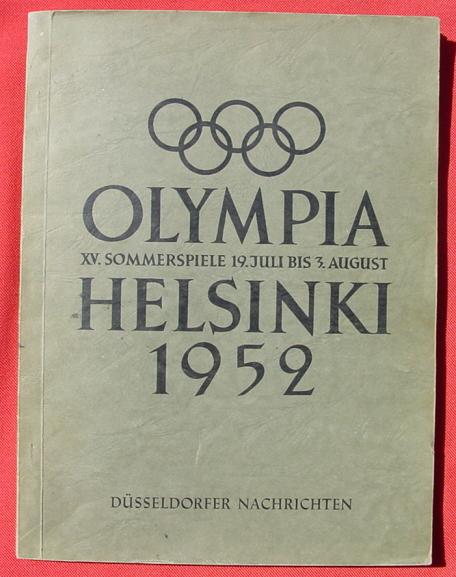 OLYMPIA
XV. SOMMERSPIELE 19. JULI BIS 3. AUGUST
HELSINKI
1952
DÜSSELDORFER NACHRICHTEN